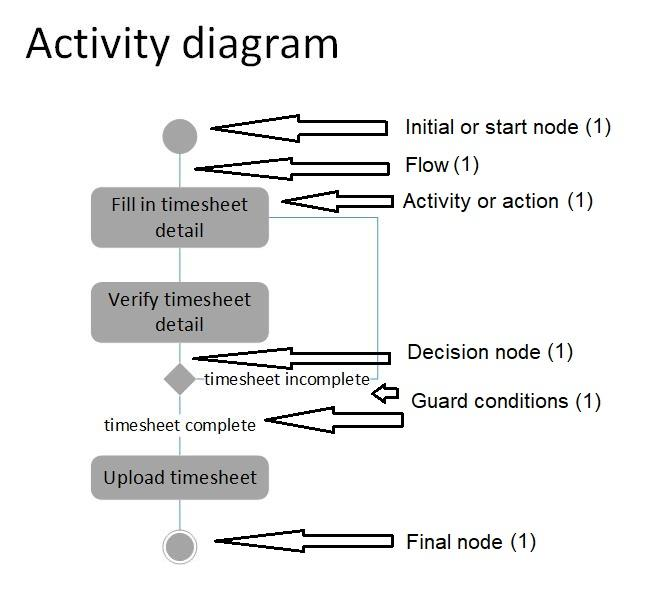 Activity diagram
Initial or start node (1)
Flow (1)
Activity or action (1)
Fill in timesheet
detail
Verify timesheet
detail
Decision node (1)
timesheet incomplete
Guard conditions (1)
timesheet complete
Upload timesheet
Final node (1)